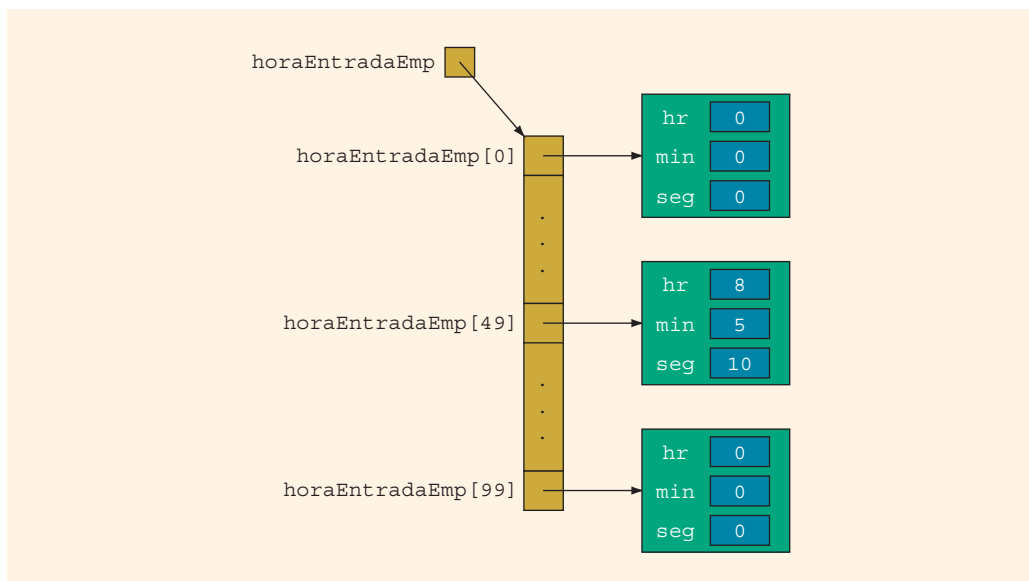 horaEntradaEmp
horaEntradaEmp[0]
hr 0
min 0
seg 0
.
.
.
horaEntradaEmp[49]
hr 8
min 5
seg 10
.
.
.
horaEntradaEmp[99]
hr 0
min 0
seg 0